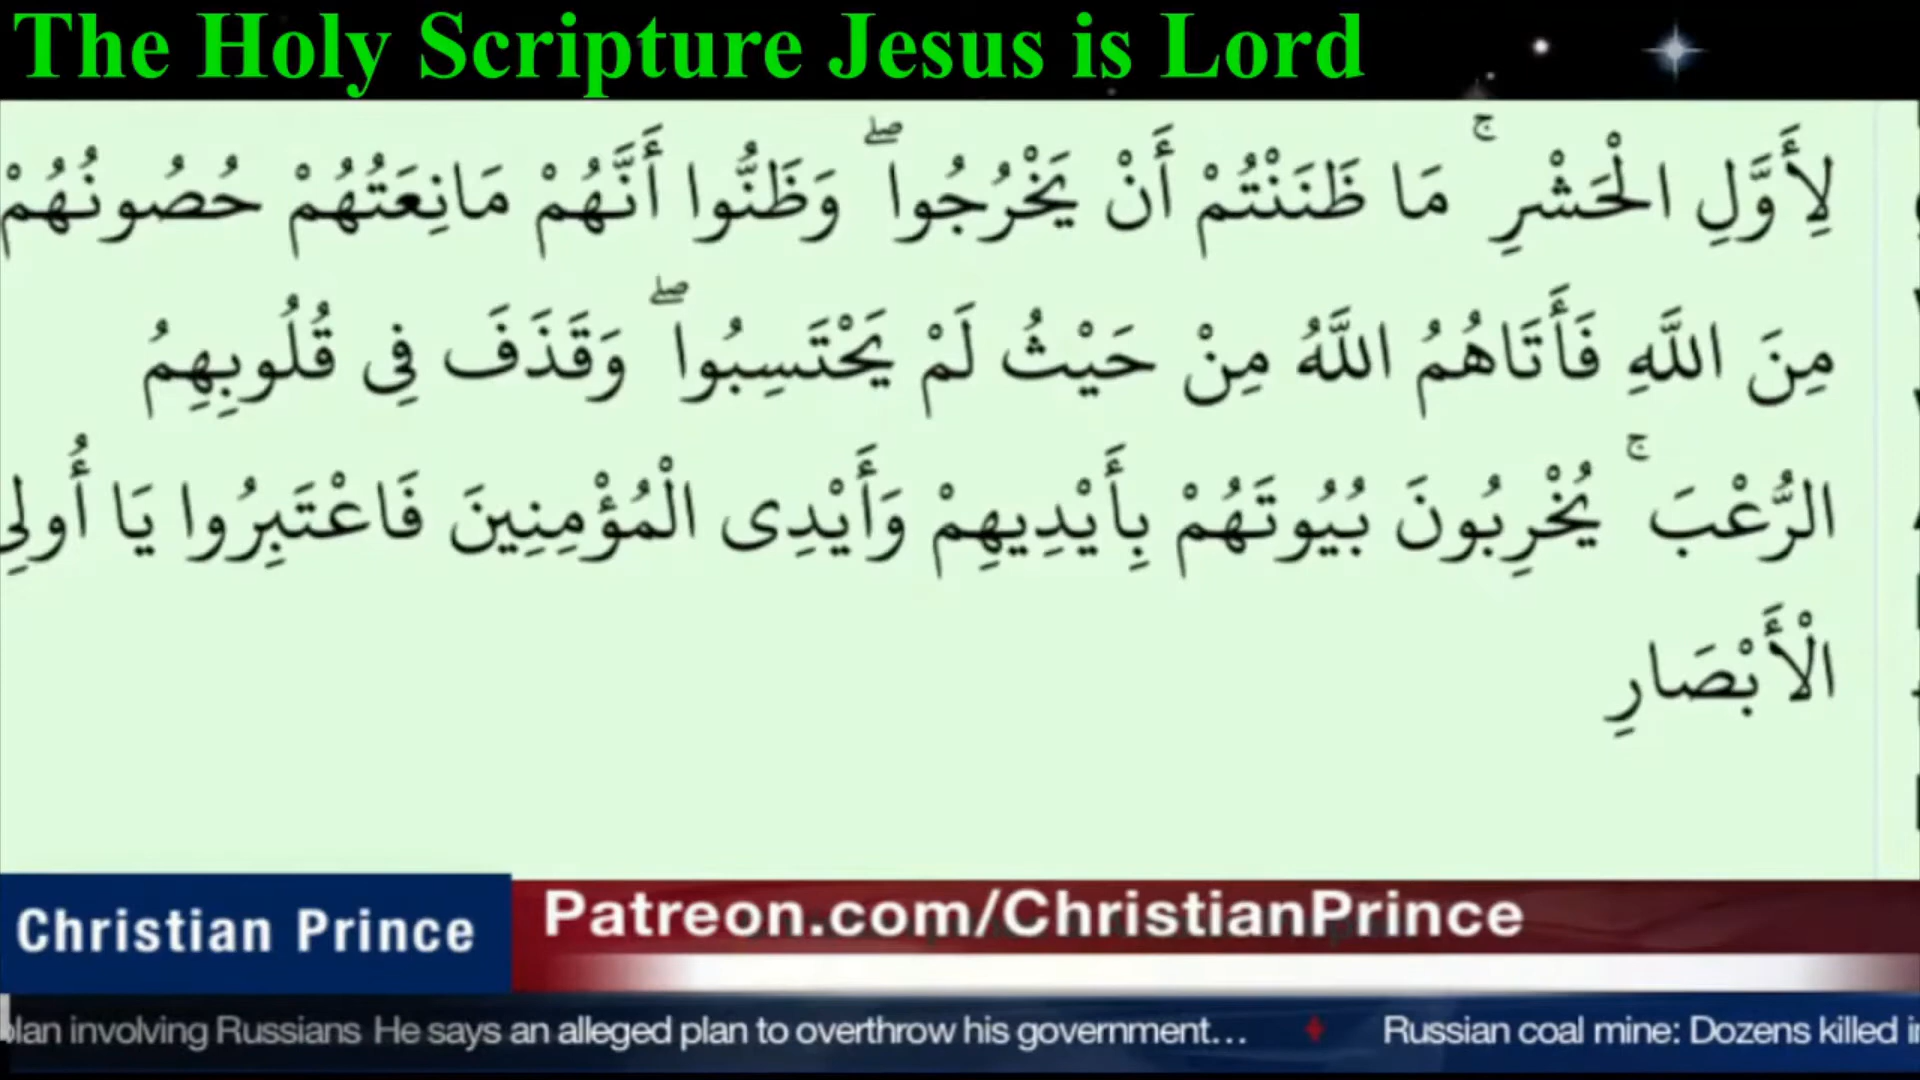 The Holy Scripture Jesus is Lord
لِأَوَّلِ الْحَشْرِ ۚ مَا ظَنَنْتُمْ أَنْ يَخْرُجُوا ۖ وَظَنُّوا أَنَّهُمْ مَانِعَتُهُمْ حُصُونُهُمْ
مِنَ اللَّهِ فَأَتَاهُمُ اللَّهُ مِنْ حَيْثُ لَمْ يَحْتَسِبُوا ۖ وَقَذَفَ فِى قُلُوبِهِمُ
الرُّعْبَ ۚ يُخْرِبُونَ بُيُوتَهُمْ بِأَيْدِيهِمْ وَأَيْدِى الْمُؤْمِنِينَ فَاعْتَبِرُوا يَا أُولِى
الْأَبْصَارِ
Christian Prince
Patreon.com/ChristianPrince
plan involving Russians He says an alleged plan to overthrow his government... Russian coal mine: Dozens killed i